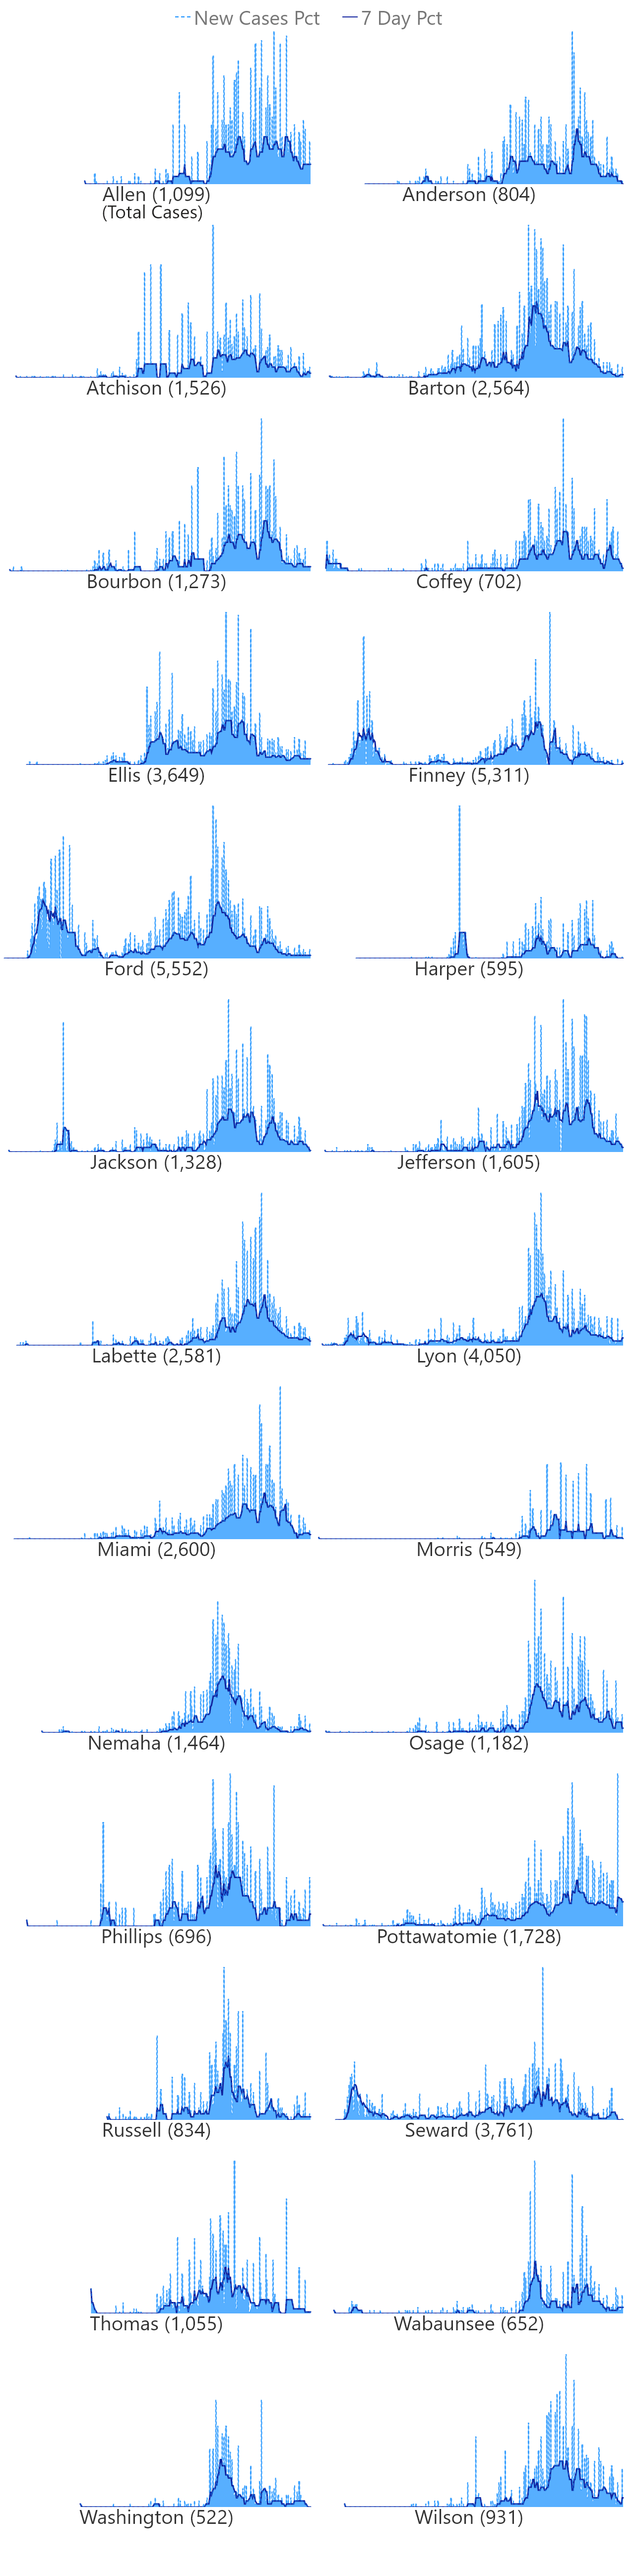 New Cases Pct 7 Day Pct
Allen (1,099) Anderson (804)
(Total Cases)
Atchison (1,526) Barton (2,564)
Bourbon (1,273) Coffey (702)
Ellis (3,649) Finney (5,311)
Ford (5,552) Harper (595)
Jackson (1,328) Jefferson (1,605)
Labette (2,581) Lyon (4,050)
Miami (2,600) Morris (549)
Nemaha (1,464) Osage (1,182)
Phillips (696) Pottawatomie (1,728)
Russell (834) Seward (3,761)
Thomas (1,055) Wabaunsee (652)
Washington (522) Wilson (931)